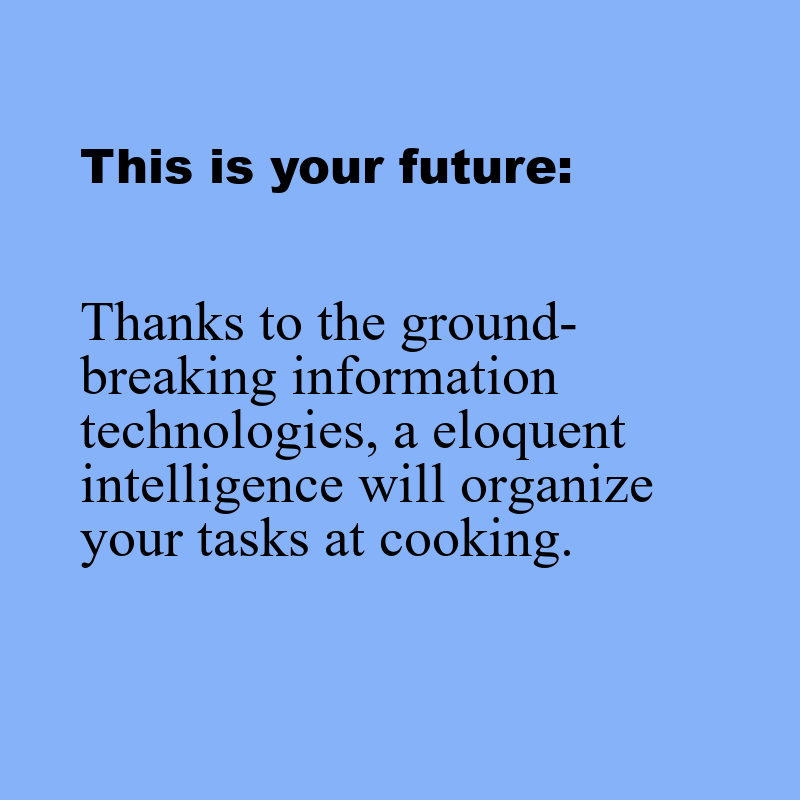 This is your future:
Thanks to the ground-
breaking information
technologies, a eloquent
intelligence will organize
your tasks at cooking.